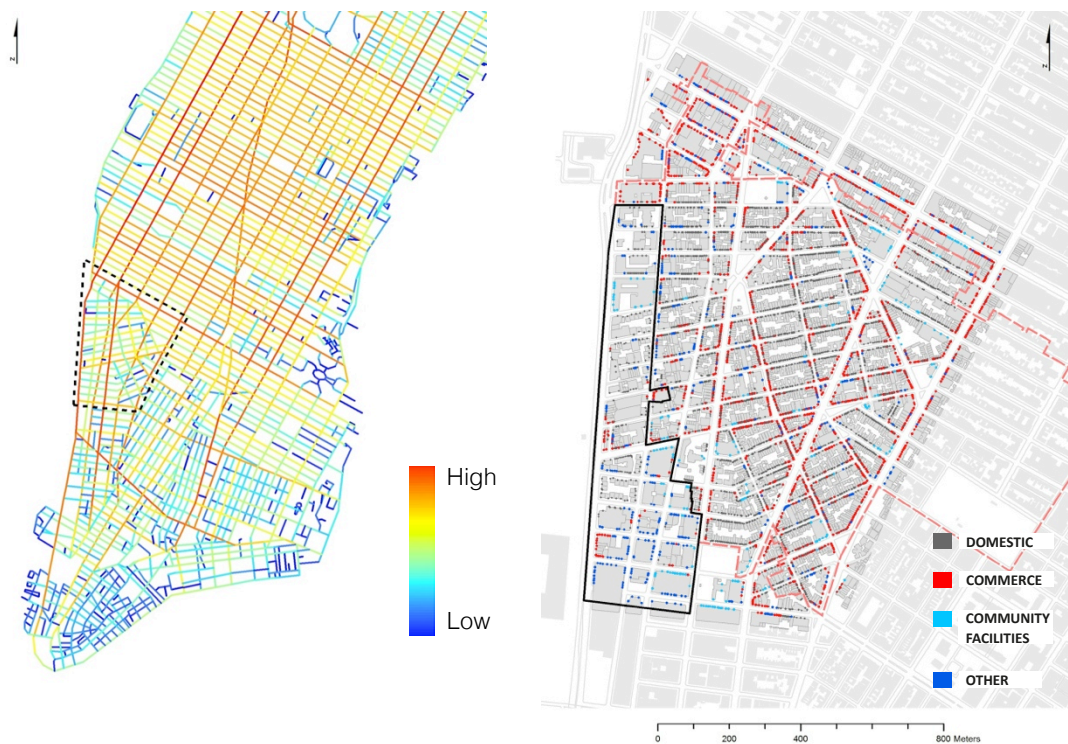 N
High
Low
N
DOMESTIC
COMMERCE
COMMUNITY
FACILITIES
OTHER
0 200 400 800 Meters